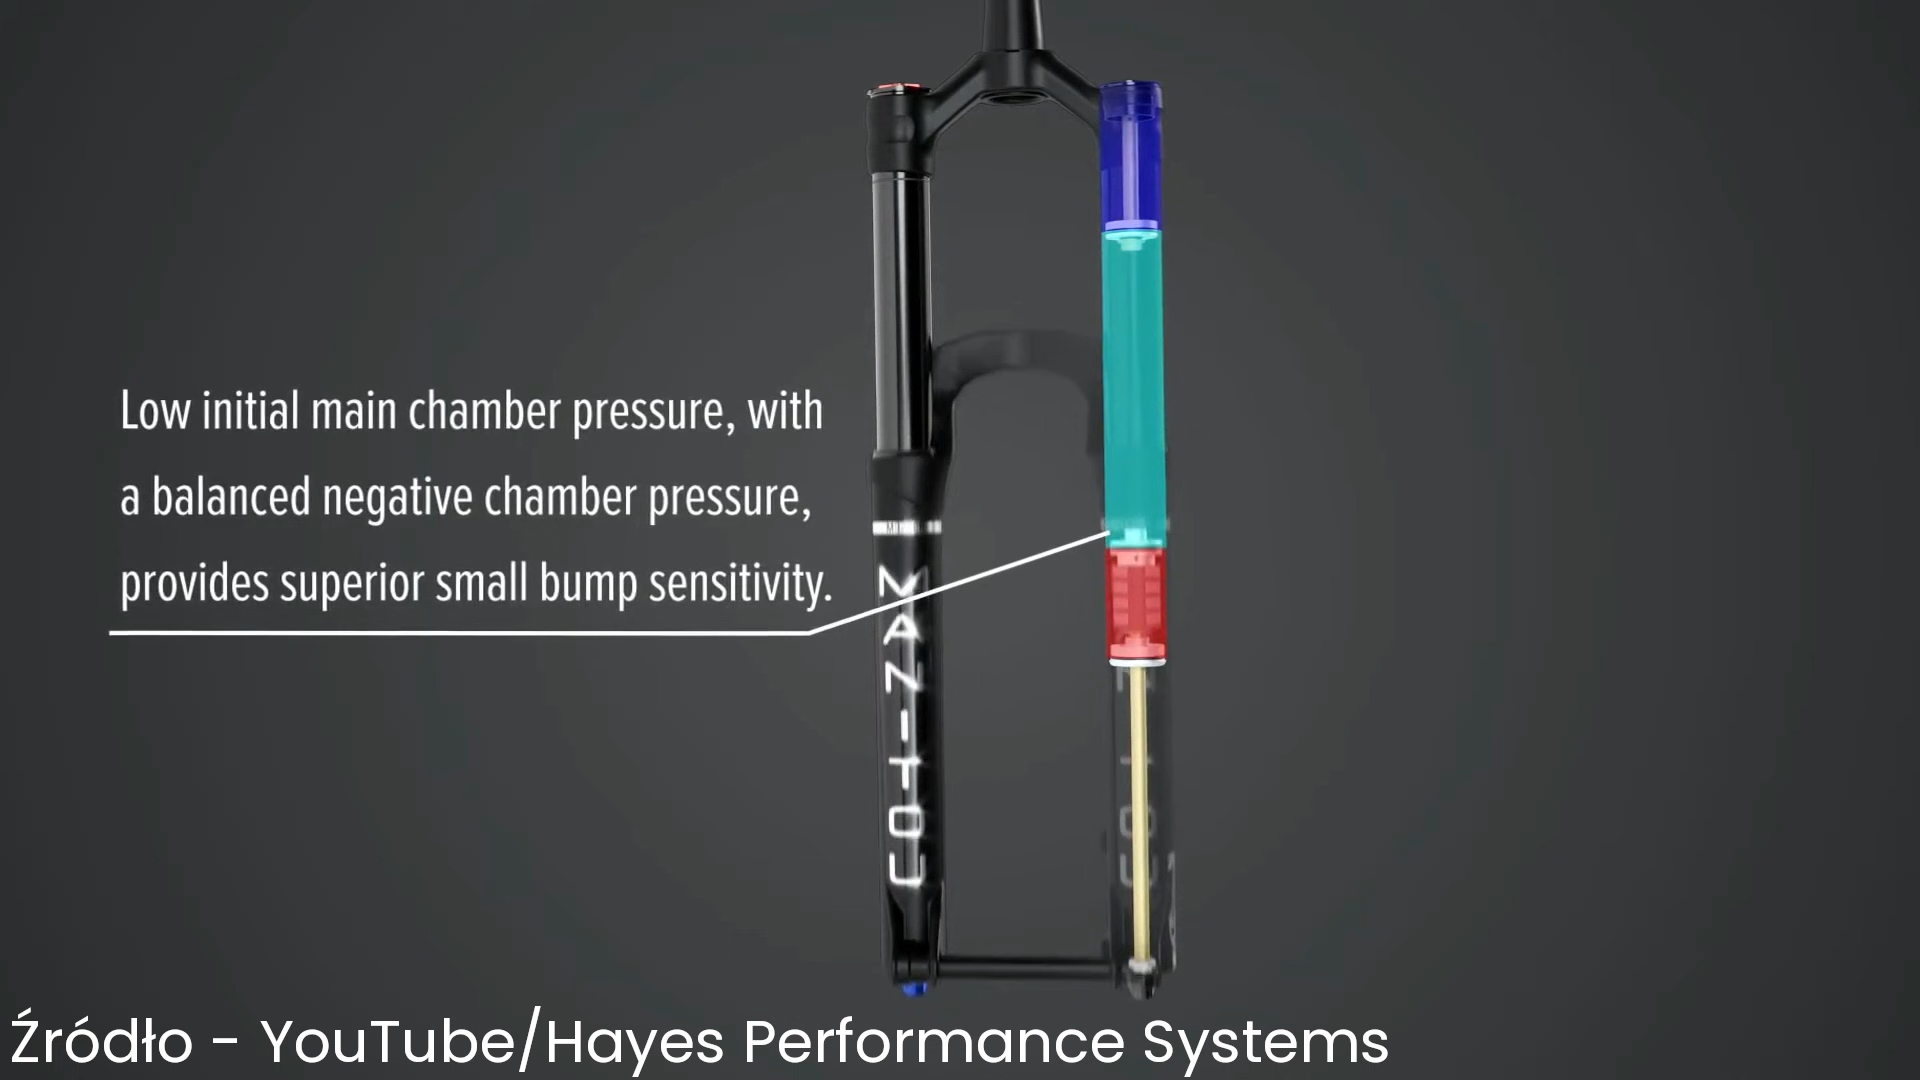 Low initial main chamber pressure, with
a balanced negative chamber pressure,
provides superior small bump sensitivity.
MANITOU
Źródło - YouTube/Hayes Performance Systems